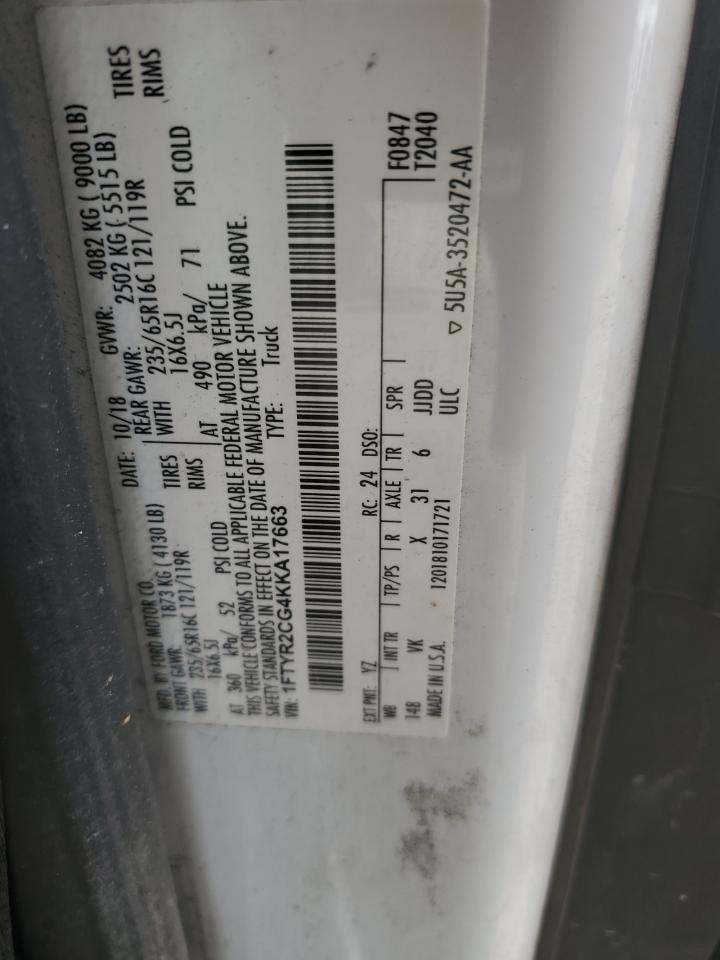 MFD. BY FORD MOTOR CO. DATE: 10/18 GVWR: 4082 KG ( 9000 LB)
FRONT GAWR: 1873 KG ( 4130 LB) REAR GAWR: 2502 KG ( 5515 LB)
WITH 235/65R16C 121/119R TIRES WITH 235/65R16C 121/119R TIRES
16X6.5J RIMS 16X6.5J RIMS
AT 360 kPa/ 52 PSI COLD AT 490 kPa/ 71 PSI COLD
THIS VEHICLE CONFORMS TO ALL APPLICABLE FEDERAL MOTOR VEHICLE
SAFETY STANDARDS IN EFFECT ON THE DATE OF MANUFACTURE SHOWN ABOVE.
VIN: 1FTYR2CG4KKA17663 TYPE: Truck
EXT PNT: YZ RC: 24 DSO: F0847
WB INT TR TP/PS R AXLE TR SPR T2040
148 VK X 31 6 JJDD
MADE IN U.S.A. 1201810171721 ULC ▽ 5U5A-3520472-AA